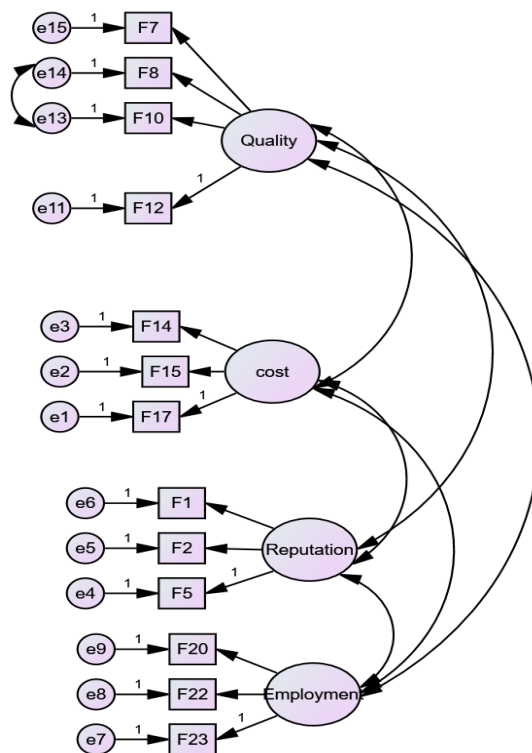 e15 1 F7
e14 1 F8
e13 1 F10
Quality
e11 1 F12
1
e3 1 F14
e2 1 F15
cost
e1 1 F17
1
e6 1 F1
e5 1 F2
Reputation
e4 1 F5
1
e9 1 F20
e8 1 F22
Employmen
e7 1 F23
1